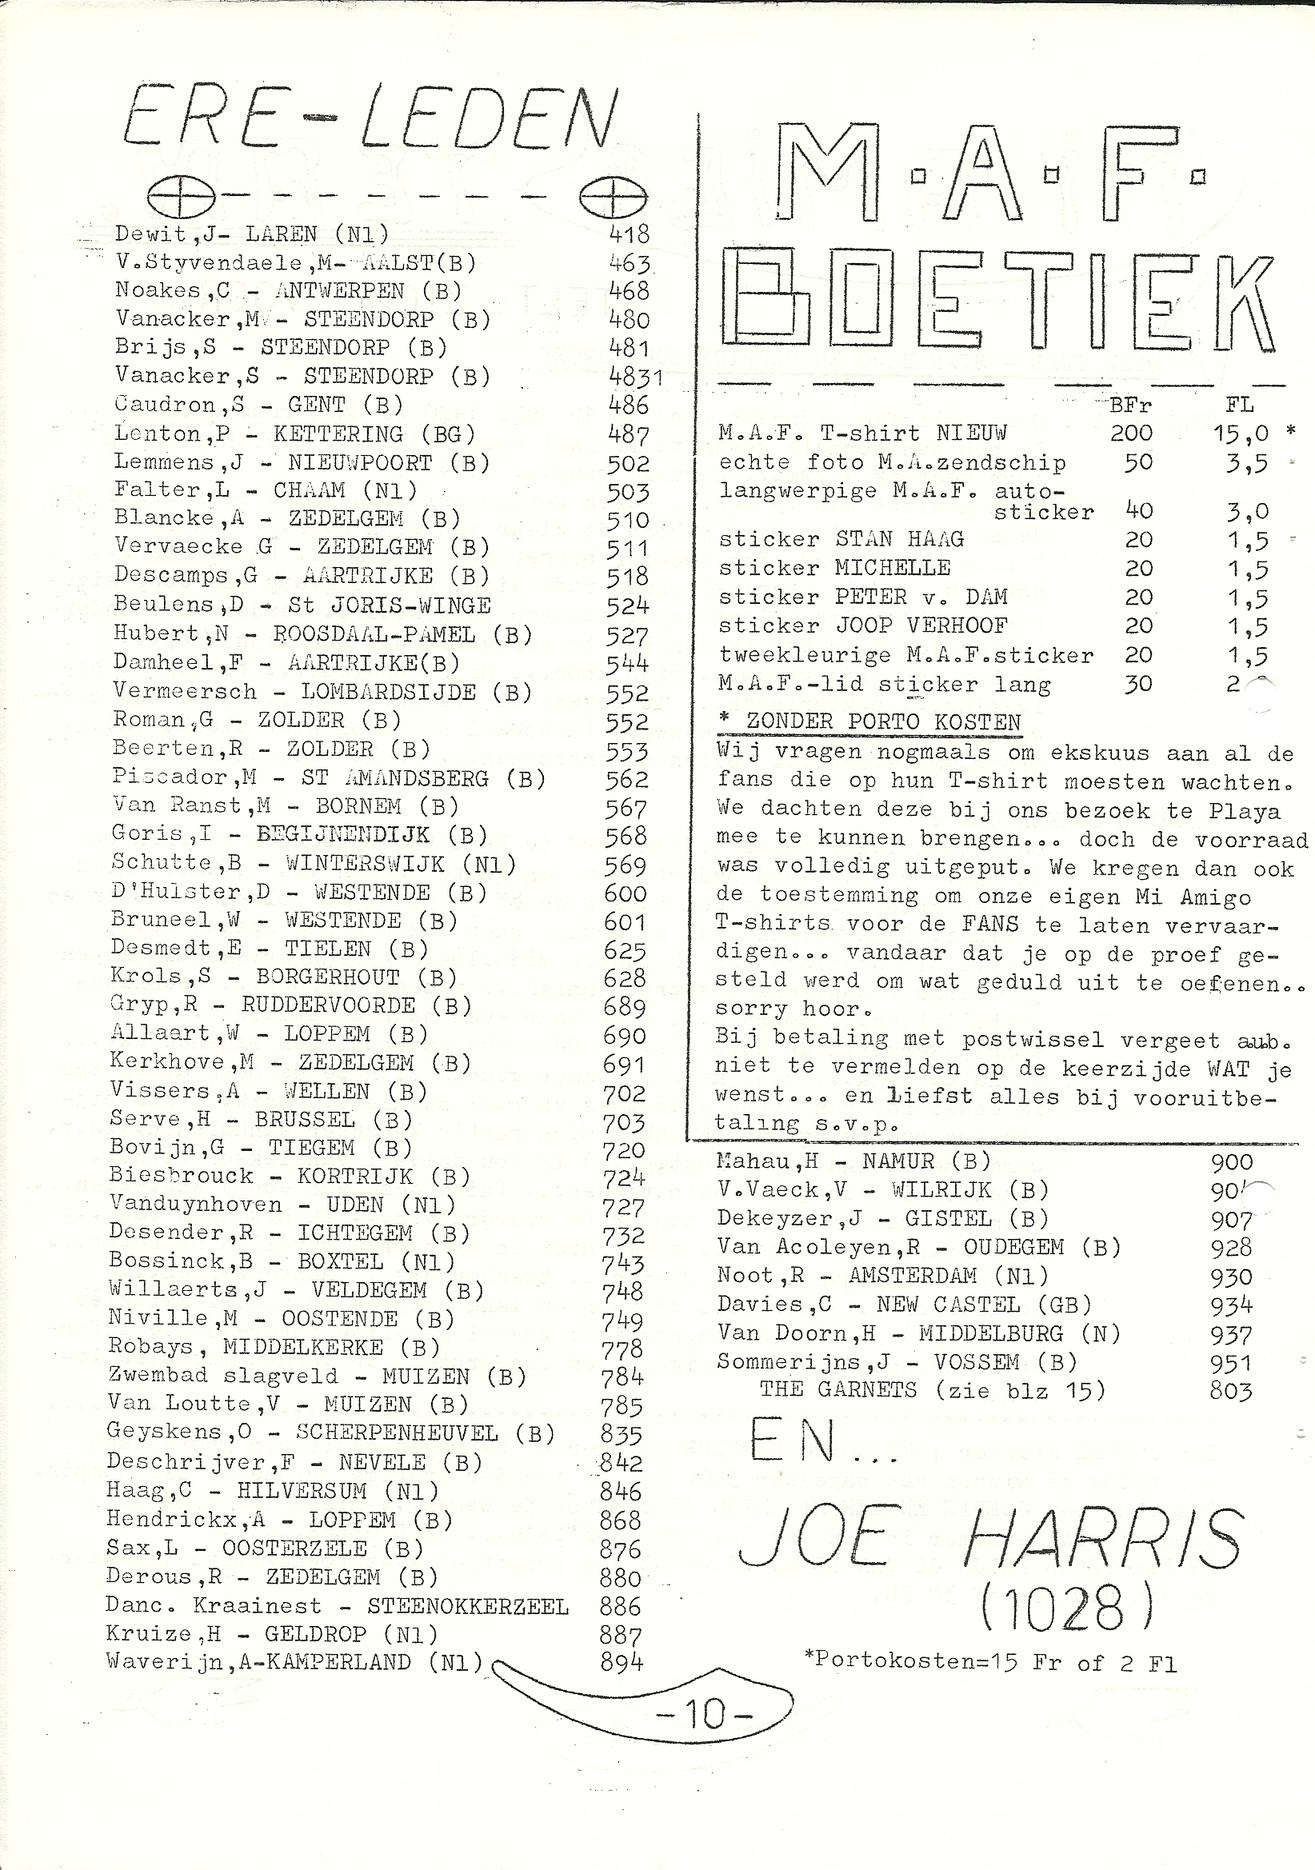 ERE-LEDEN
Dewit,J- LAREN (Nl) 418
V.Styvendaele,M- AALST(B) 463
Noakes,C - ANTWERPEN (B) 468
Vanacker,M - STEENDORP (B) 480
Brijs,S - STEENDORP (B) 481
Vanacker,S - STEENDORP (B) 4831
Caudron,S - GENT (B) 486
Lenton,P - KETTERING (BG) 487
Lemmens,J - NIEUWPOORT (B) 502
Falter,L - CHAAM (Nl) 503
Blancke,A - ZEDELGEM (B) 510
Vervaecke G - ZEDELGEM (B) 511
Descamps,G - AARTRIJKE (B) 518
Beulens,D - St JORIS-WINGE 524
Hubert,N - ROOSDAAL-PAMEL (B) 527
Damheel,F - AARTRIJKE(B) 544
Vermeersch - LOMBARDSIJDE (B) 552
Roman,G - ZOLDER (B) 552
Beerten,R - ZOLDER (B) 553
Piscador,M - ST AMANDSBERG (B) 562
Van Ranst,M - BORNEM (B) 567
Goris,I - BEGIJNENDIJK (B) 568
Schutte,B - WINTERSWIJK (Nl) 569
D'Hulster,D - WESTENDE (B) 600
Bruneel,W - WESTENDE (B) 601
Desmedt,E - TIELEN (B) 625
Krols,S - BORGERHOUT (B) 628
Gryp,R - RUDDERVOORDE (B) 689
Allaart,W - LOPPEM (B) 690
Kerkhove,M - ZEDELGEM (B) 691
Vissers,A - WELLEN (B) 702
Serve,H - BRUSSEL (B) 703
Bovijn,G - TIEGEM (B) 720
Biesbrouck - KORTRIJK (B) 724
Vanduynhoven - UDEN (Nl) 727
Desender,R - ICHTEGEM (B) 732
Bossinck,B - BOXTEL (Nl) 743
Willaerts,J - VELDEGEM (B) 748
Niville,M - OOSTENDE (B) 749
Robays, MIDDELKERKE (B) 778
Zwembad slagveld - MUIZEN (B) 784
Van Loutte,V - MUIZEN (B) 785
Geyskens,O - SCHERPENHEUVEL (B) 835
Deschrijver,F - NEVELE (B) 842
Haag,C - HILVERSUM (Nl) 846
Hendrickx,A - LOPPEM (B) 868
Sax,L - OOSTERZELE (B) 876
Derous,R - ZEDELGEM (B) 880
Danc. Kraainest - STEENOKKERZEEL 886
Kruize,H - GELDROP (Nl) 887
Waverijn,A-KAMPERLAND (Nl) 894
M.A.F.
BOETIEK
BFr FL
M.A.F. T-shirt NIEUW 200 15,0 *
echte foto M.A.zendschip 50 3,5
langwerpige M.A.F. auto-
sticker 40 3,0
sticker STAN HAAG 20 1,5
sticker MICHELLE 20 1,5
sticker PETER v. DAM 20 1,5
sticker JOOP VERHOOF 20 1,5
tweekleurige M.A.F.sticker 20 1,5
M.A.F.-lid sticker lang 30 2
* ZONDER PORTO KOSTEN
Wij vragen nogmaals om ekskuus aan al de
fans die op hun T-shirt moesten wachten.
We dachten deze bij ons bezoek te Playa
mee te kunnen brengen... doch de voorraad
was volledig uitgeput. We kregen dan ook
de toestemming om onze eigen Mi Amigo
T-shirts voor de FANS te laten vervaar-
digen... vandaar dat je op de proef ge-
steld werd om wat geduld uit te oefenen..
sorry hoor.
Bij betaling met postwissel vergeet aub.
niet te vermelden op de keerzijde WAT je
wenst... en liefst alles bij vooruitbe-
taling s.v.p.
Mahau,H - NAMUR (B) 900
V.Vaeck,V - WILRIJK (B)
Dekeyzer,J - GISTEL (B) 907
Van Acoleyen,R - OUDEGEM (B) 928
Noot,R - AMSTERDAM (Nl) 930
Davies,C - NEW CASTEL (GB) 934
Van Doorn,H - MIDDELBURG (N) 937
Sommerijns,J - VOSSEM (B) 951
THE GARNETS (zie blz 15) 803
EN...
JOE HARRIS
(1028)
*Portokosten=15 Fr of 2 Fl
-10-